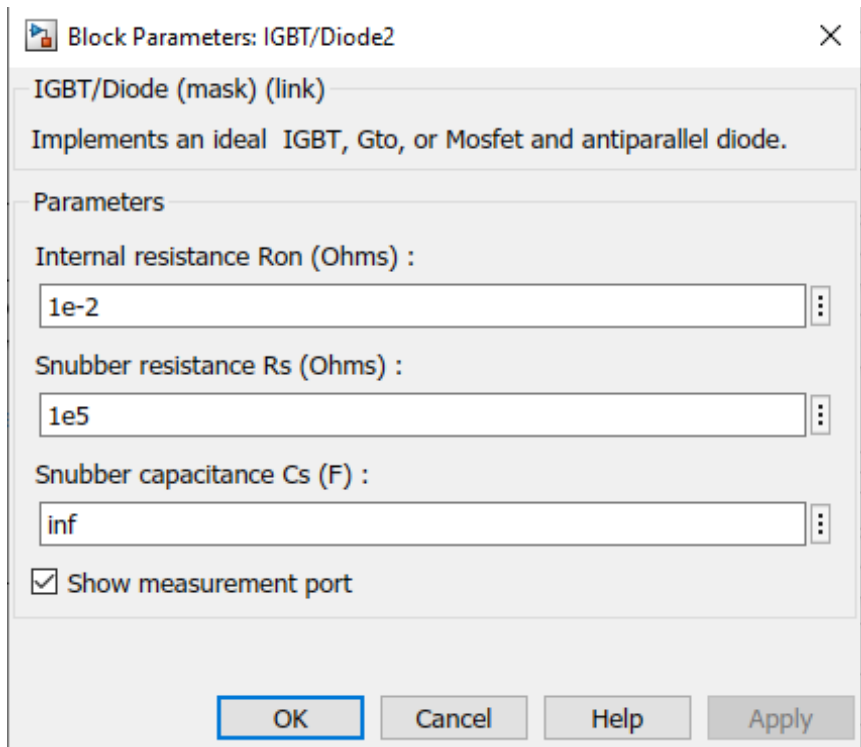 Block Parameters: IGBT/Diode2
IGBT/Diode (mask) (link)
Implements an ideal  IGBT, Gto, or Mosfet and antiparallel diode.
Parameters
Internal resistance Ron (Ohms) :
1e-2
Snubber resistance Rs (Ohms) :
1e5
Snubber capacitance Cs (F) :
inf
Show measurement port
OK Cancel Help Apply